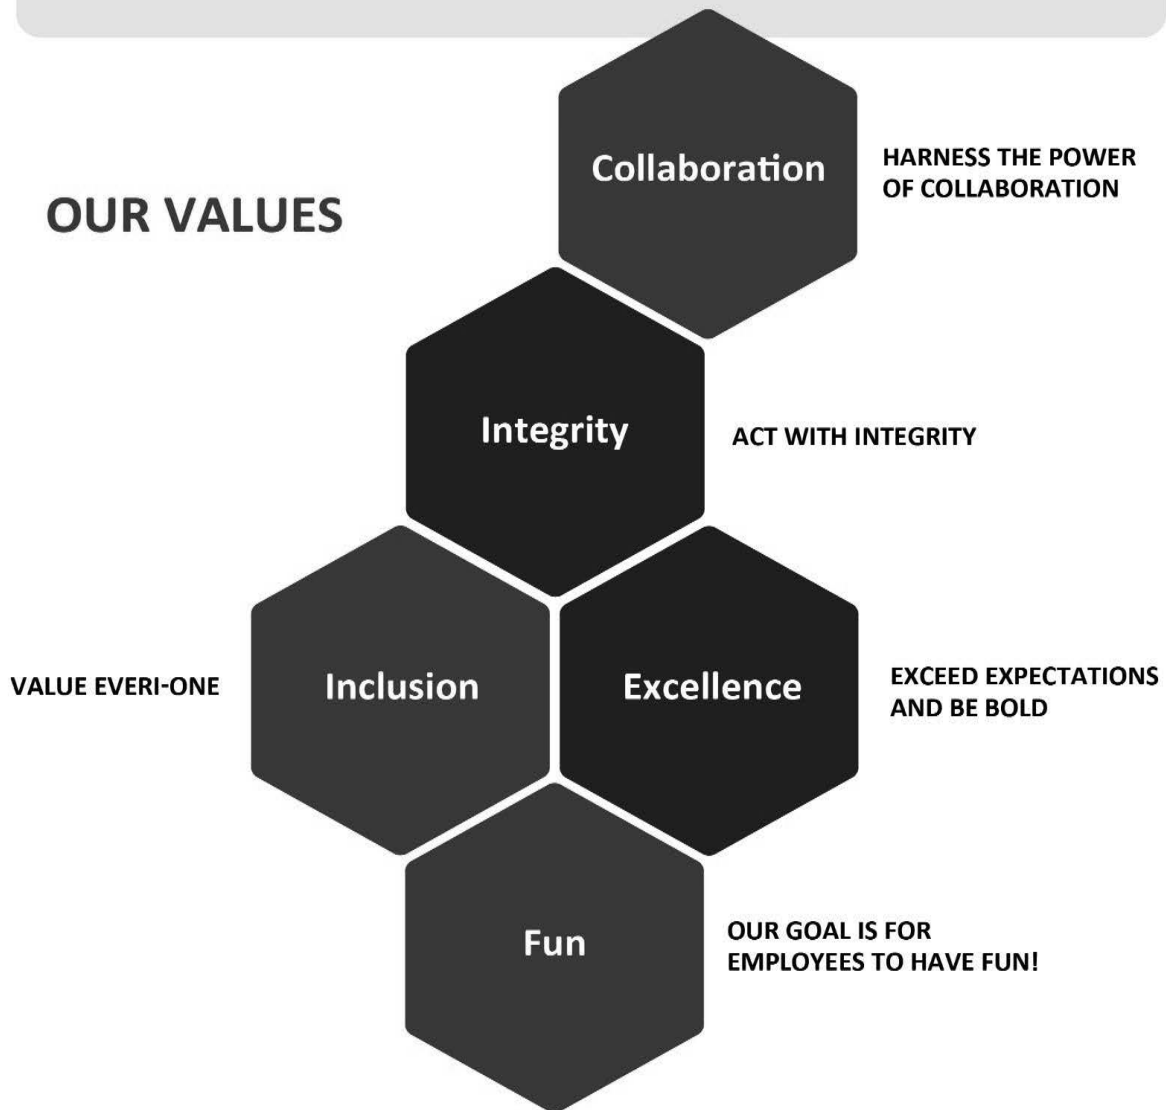 Collaboration
HARNESS THE POWER
OF COLLABORATION
OUR VALUES
Integrity
ACT WITH INTEGRITY
VALUE EVERI-ONE
Inclusion
Excellence
EXCEED EXPECTATIONS
AND BE BOLD
Fun
OUR GOAL IS FOR
EMPLOYEES TO HAVE FUN!